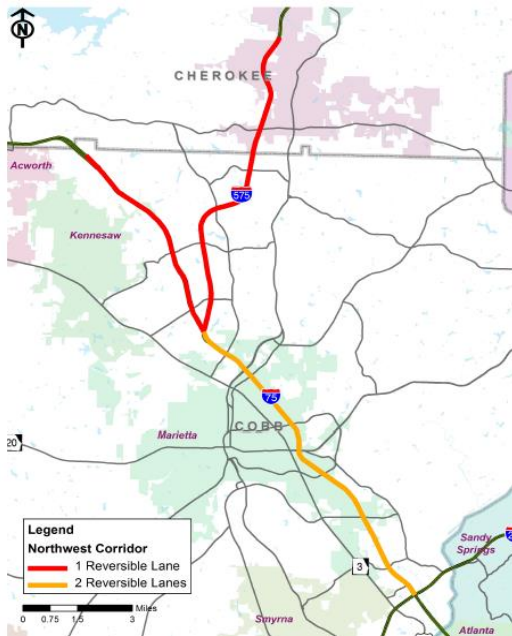 N
CHEROKEE
Acworth
575
Kennesaw
75
COBB
Marietta
20
Legend
Northwest Corridor
1 Reversible Lane
2 Reversible Lanes
Sandy
Springs
3
0 0.75 1.5 3 Miles
Smyrna
Atlanta